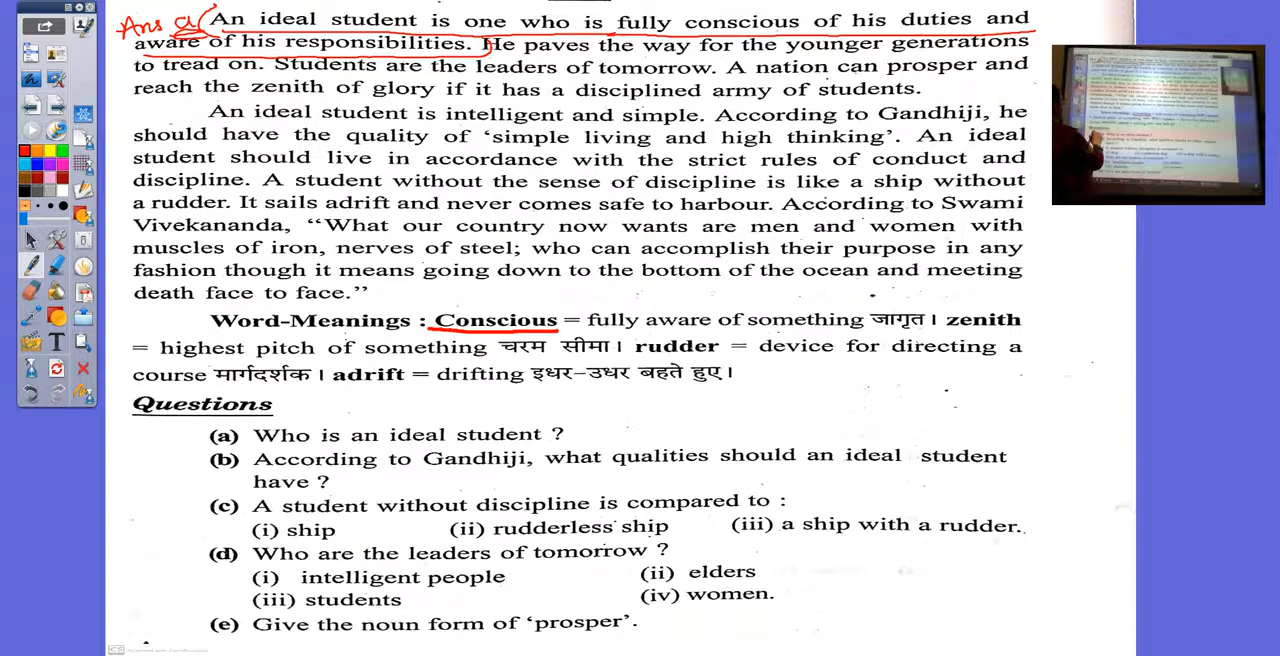 Ans a) An ideal student is one who is fully conscious of his duties and
aware of his responsibilities. He paves the way for the younger generations
to tread on. Students are the leaders of tomorrow. A nation can prosper and
reach the zenith of glory if it has a disciplined army of students.
An ideal student is intelligent and simple. According to Gandhiji, he
should have the quality of ‘simple living and high thinking’. An ideal
student should live in accordance with the strict rules of conduct and
discipline. A student without the sense of discipline is like a ship without
a rudder. It sails adrift and never comes safe to harbour. According to Swami
Vivekananda, “What our country now wants are men and women with
muscles of iron, nerves of steel; who can accomplish their purpose in any
fashion though it means going down to the bottom of the ocean and meeting
death face to face.”
Word-Meanings : Conscious = fully aware of something जागृत। zenith
= highest pitch of something चरम सीमा। rudder = device for directing a
course मार्गदर्शक। adrift = drifting इधर-उधर बहते हुए।
Questions
(a) Who is an ideal student ?
(b) According to Gandhiji, what qualities should an ideal student
have ?
(c) A student without discipline is compared to :
(i) ship (ii) rudderless ship (iii) a ship with a rudder.
(d) Who are the leaders of tomorrow ?
(i) intelligent people (ii) elders
(iii) students (iv) women.
(e) Give the noun form of ‘prosper’.
CS